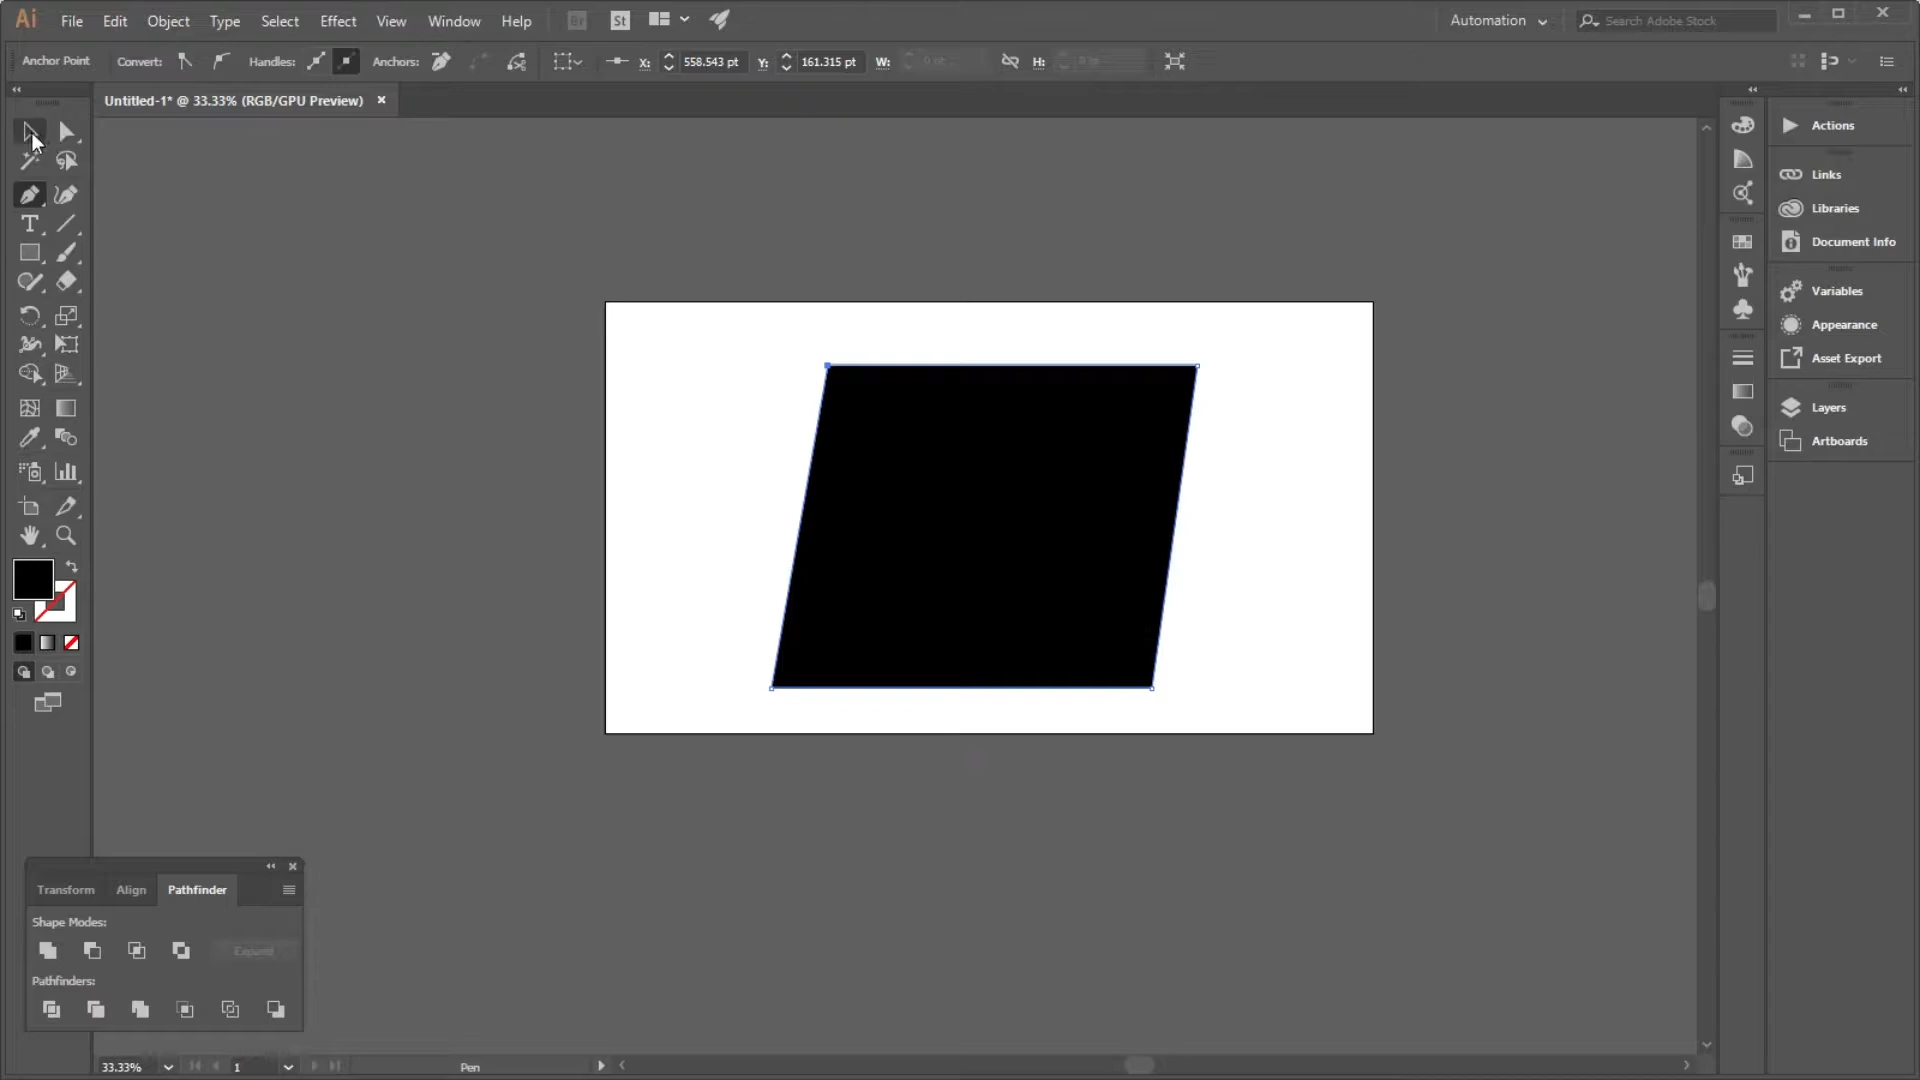 Ai File Edit Object Type Select Effect View Window Help Br St Automation Search Adobe Stock
Anchor Point Convert: Handles: Anchors: X: 558.543 pt Y: 161.315 pt W: H:
Untitled-1* @ 33.33% (RGB/GPU Preview)
Actions
Links
Libraries
Document Info
Variables
Appearance
Asset Export
Layers
Artboards
Transform Align Pathfinder
Shape Modes:
Expand
Pathfinders:
33.33% 1 Pen